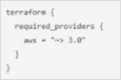 terraform {
  required_providers {
    aws = "~> 3.0"
  }
}